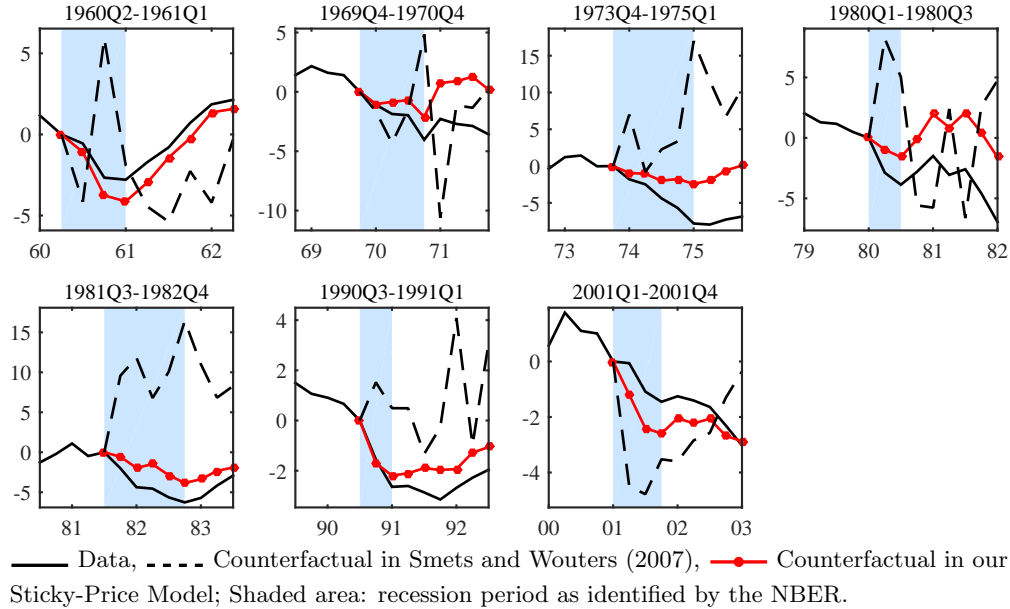 1960Q2-1961Q1
1969Q4-1970Q4
1973Q4-1975Q1
1980Q1-1980Q3
0
-5
60 61 62
0
-5
-10
69 70 71
15
10
5
0
-5
73 74 75
5
0
-5
79 80 81 82
1981Q3-1982Q4
1990Q3-1991Q1
2001Q1-2001Q4
15
10
5
0
-5
81 82 83
4
2
0
-2
90 91 92
0
-2
-4
00 01 02 03
Data, Counterfactual in Smets and Wouters (2007), Counterfactual in our
Sticky-Price Model; Shaded area: recession period as identified by the NBER.